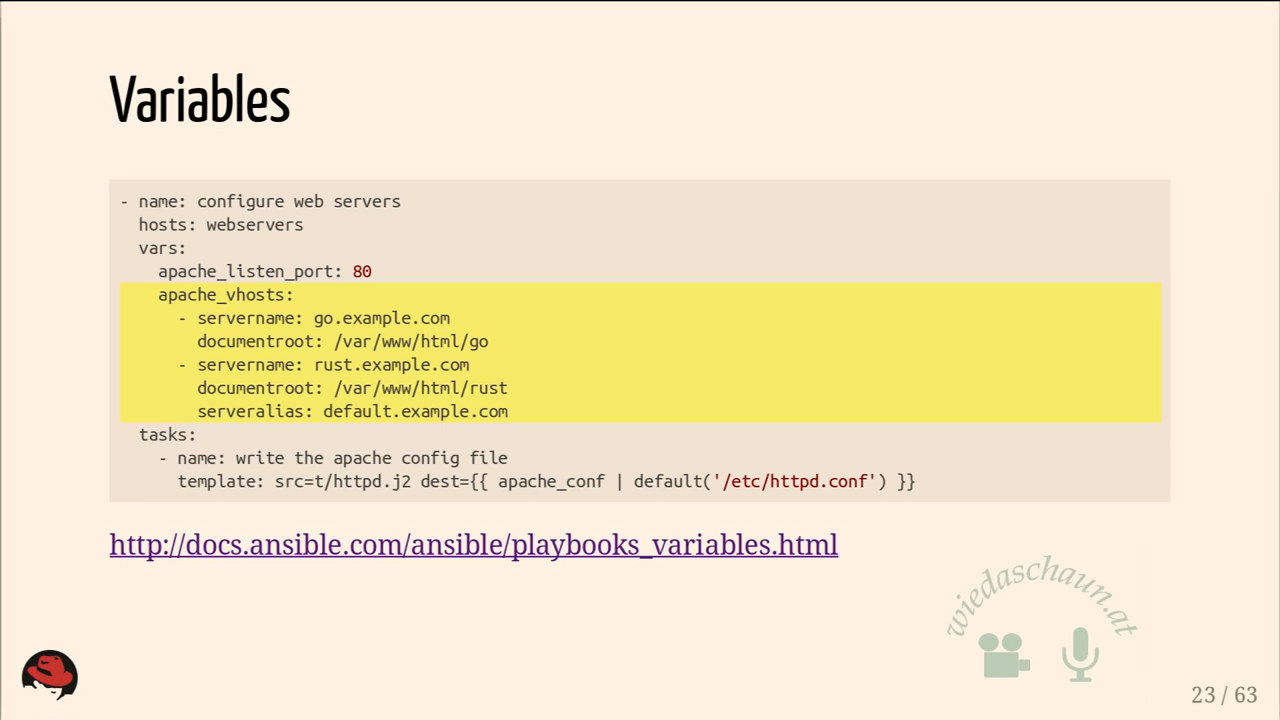 Variables
- name: configure web servers
  hosts: webservers
  vars:
    apache_listen_port: 80
    apache_vhosts:
      - servername: go.example.com
        documentroot: /var/www/html/go
      - servername: rust.example.com
        documentroot: /var/www/html/rust
        serveralias: default.example.com
  tasks:
    - name: write the apache config file
      template: src=t/httpd.j2 dest={{ apache_conf | default('/etc/httpd.conf') }}
http://docs.ansible.com/ansible/playbooks_variables.html
wiedaschaun.at
23 / 63